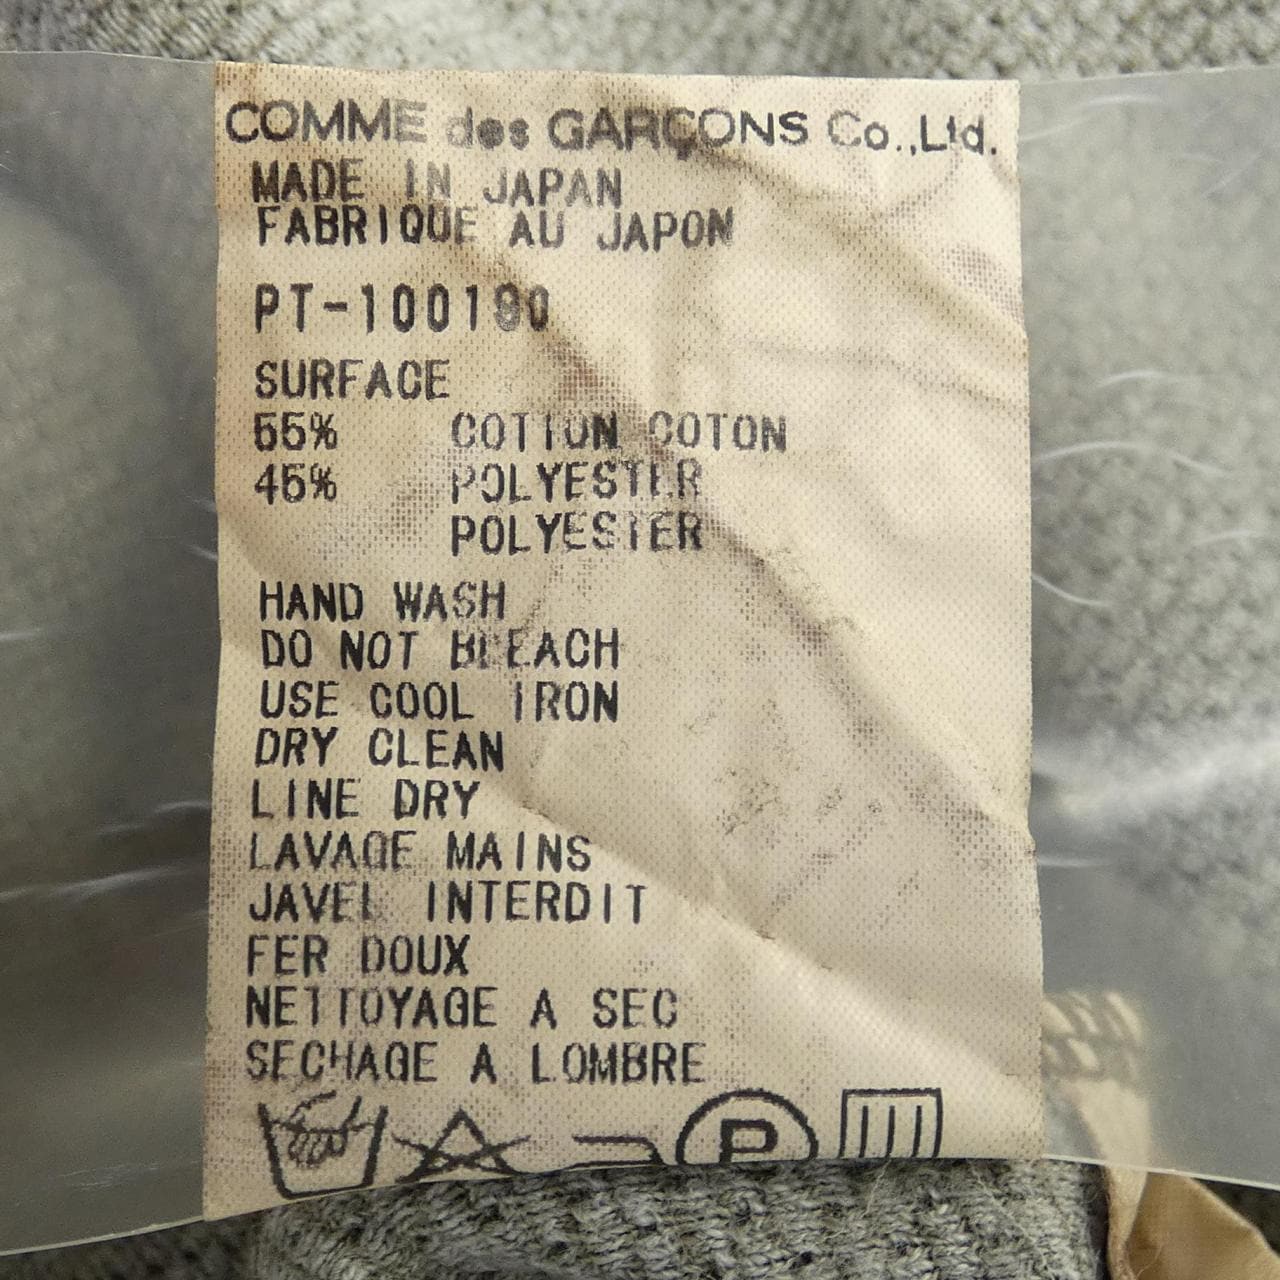 COMME des GARÇONS Co.,Ltd.
MADE IN JAPAN
FABRIQUE AU JAPON
PT-100190
SURFACE
55% COTTON COTON
45% POLYESTER
POLYESTER
HAND WASH
DO NOT BLEACH
USE COOL IRON
DRY CLEAN
LINE DRY
LAVAGE MAINS
JAVEL INTERDIT
FER DOUX
NETTOYAGE A SEC
SECHAGE A LOMBRE
P